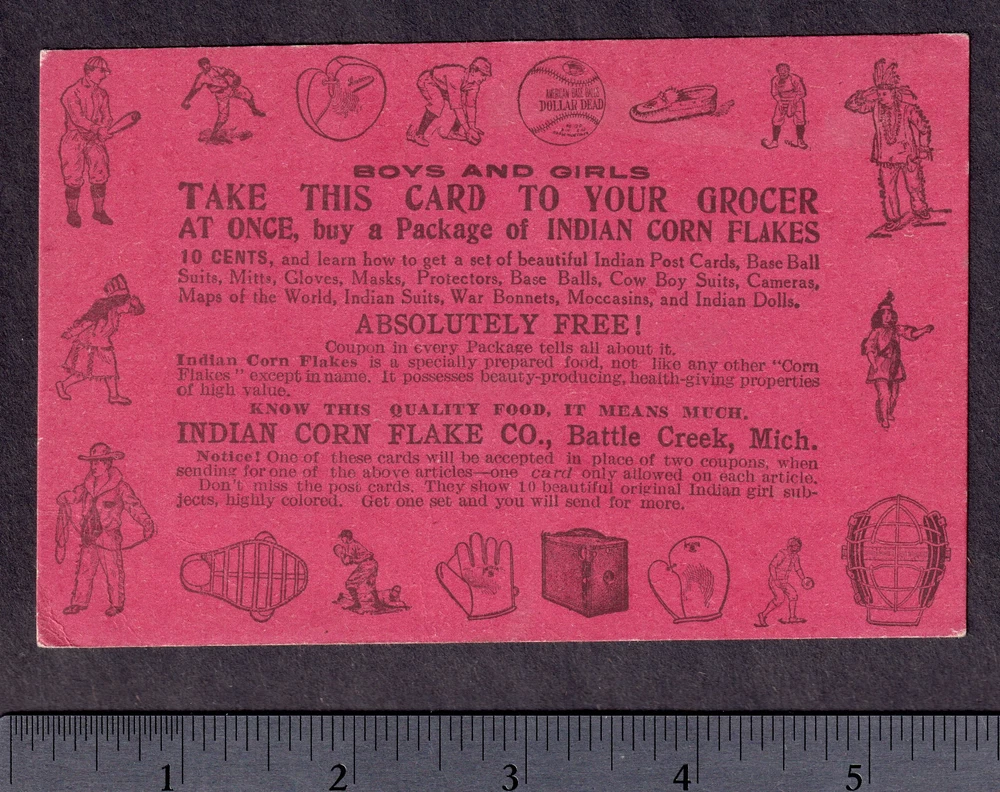 AMERICAN BASE BALL
DOLLAR DEAD
BOYS AND GIRLS
TAKE THIS CARD TO YOUR GROCER
AT ONCE, buy a Package of INDIAN CORN FLAKES
10 CENTS, and learn how to get a set of beautiful Indian Post Cards, Base Ball
Suits, Mitts, Gloves, Masks, Protectors, Base Balls, Cow Boy Suits, Cameras,
Maps of the World, Indian Suits, War Bonnets, Moccasins, and Indian Dolls.
ABSOLUTELY FREE!
Coupon in every Package tells all about it.
Indian Corn Flakes is a specially prepared food, not like any other "Corn
Flakes" except in name. It possesses beauty-producing, health-giving properties
of high value.
KNOW THIS QUALITY FOOD, IT MEANS MUCH.
INDIAN CORN FLAKE CO., Battle Creek, Mich.
Notice! One of these cards will be accepted in place of two coupons, when
sending for one of the above articles—one card only allowed on each article.
Don't miss the post cards. They show 10 beautiful original Indian girl sub-
jects, highly colored. Get one set and you will send for more.
1 2 3 4 5